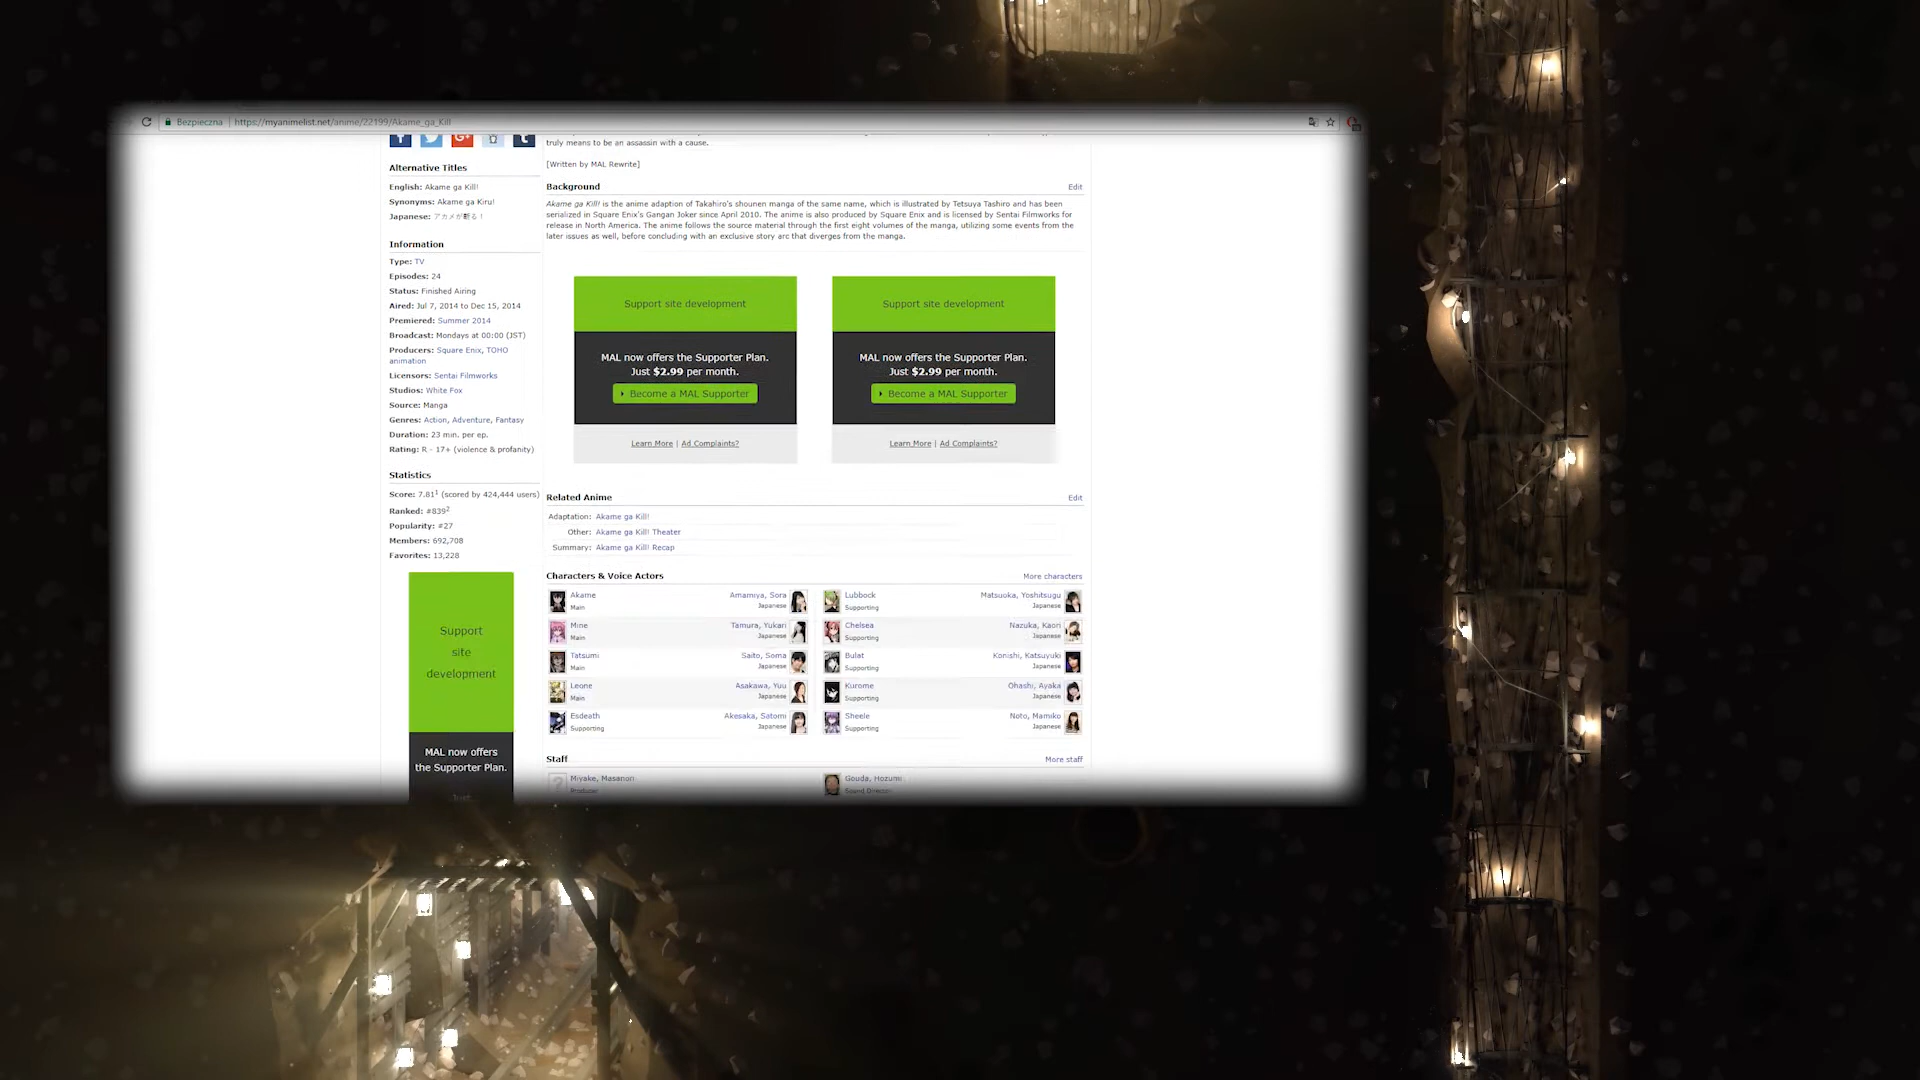 Bezpieczna
https://myanimelist.net/anime/22199/Akame_ga_Kill
Alternative Titles
English: Akame ga Kill!
Synonyms: Akame ga Kiru!
Japanese: アカメが斬る！
Information
Type: TV
Episodes: 24
Status: Finished Airing
Aired: Jul 7, 2014 to Dec 15, 2014
Premiered: Summer 2014
Broadcast: Mondays at 00:00 (JST)
Producers: Square Enix, TOHO
animation
Licensors: Sentai Filmworks
Studios: White Fox
Source: Manga
Genres: Action, Adventure, Fantasy
Duration: 23 min. per ep.
Rating: R - 17+ (violence & profanity)
Statistics
Score: 7.81¹ (scored by 424,444 users)
Ranked: #839²
Popularity: #27
Members: 692,708
Favorites: 13,228
Support
site
development
MAL now offers
the Supporter Plan.
Just
truly means to be an assassin with a cause.
[Written by MAL Rewrite]
Background Edit
Akame ga Kill! is the anime adaption of Takahiro's shounen manga of the same name, which is illustrated by Tetsuya Tashiro and has been
serialized in Square Enix's Gangan Joker since April 2010. The anime is also produced by Square Enix and is licensed by Sentai Filmworks for
release in North America. The anime follows the source material through the first eight volumes of the manga, utilizing some events from the
later issues as well, before concluding with an exclusive story arc that diverges from the manga.
Support site development
MAL now offers the Supporter Plan.
Just $2.99 per month.
Become a MAL Supporter
Learn More | Ad Complaints?
Support site development
MAL now offers the Supporter Plan.
Just $2.99 per month.
Become a MAL Supporter
Learn More | Ad Complaints?
Related Anime Edit
Adaptation: Akame ga Kill!
Other: Akame ga Kill! Theater
Summary: Akame ga Kill! Recap
Characters & Voice Actors More characters
Akame Amamiya, Sora
Main Japanese
Mine Tamura, Yukari
Main Japanese
Tatsumi Saito, Soma
Main Japanese
Leone Asakawa, Yuu
Main Japanese
Esdeath Akesaka, Satomi
Supporting Japanese
Lubbock Matsuoka, Yoshitsugu
Supporting Japanese
Chelsea Nazuka, Kaori
Supporting Japanese
Bulat Konishi, Katsuyuki
Supporting Japanese
Kurome Ohashi, Ayaka
Supporting Japanese
Sheele Noto, Mamiko
Supporting Japanese
Staff More staff
Miyake, Masanori
Producer
Gouda, Hozumi
Sound Director